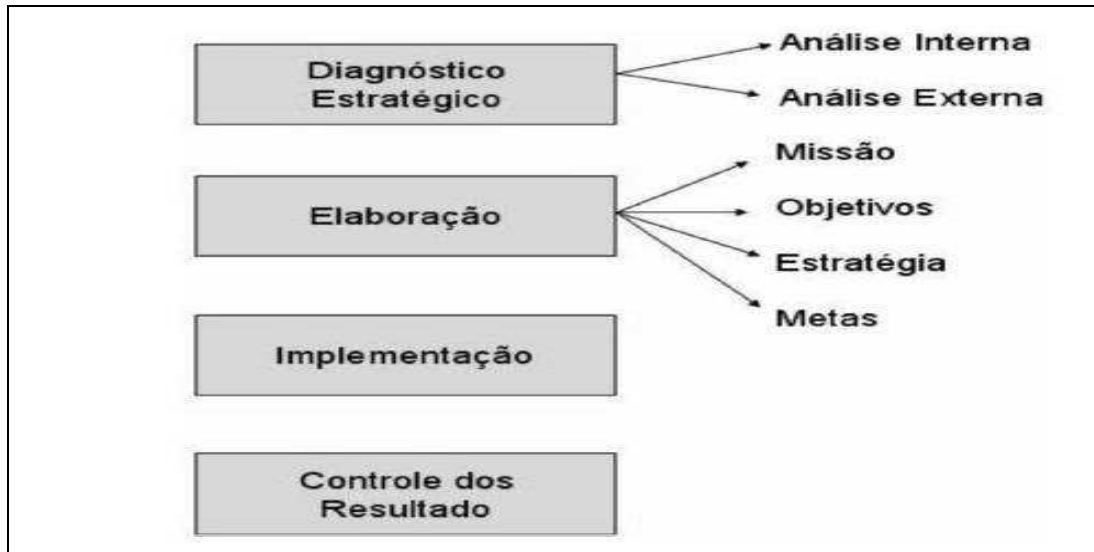 Diagnóstico
Estratégico
Análise Interna
Análise Externa
Elaboração
Missão
Objetivos
Estratégia
Metas
Implementação
Controle dos
Resultado